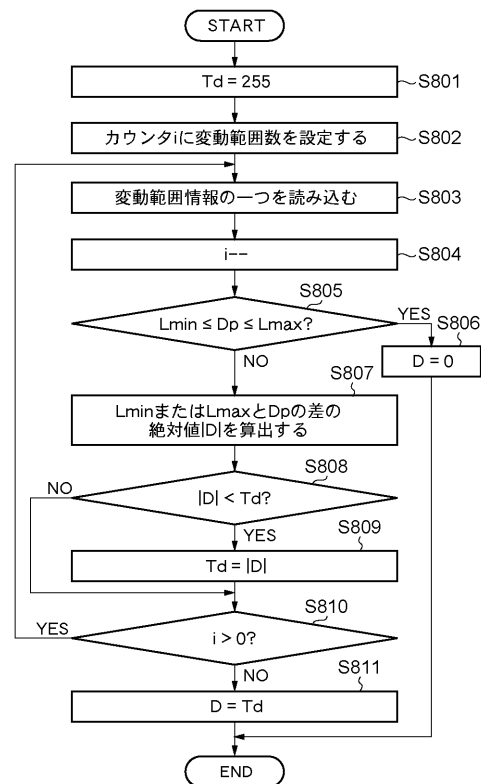 START
Td = 255
S801
カウンタiに変動範囲数を設定する
S802
変動範囲情報の一つを読み込む
S803
i--
S804
S805
Lmin ≤ Dp ≤ Lmax?
YES
S806
D = 0
NO
S807
LminまたはLmaxとDpの差の
絶対値|D|を算出する
S808
NO
|D| < Td?
YES
S809
Td = |D|
S810
YES
i > 0?
NO
S811
D = Td
END